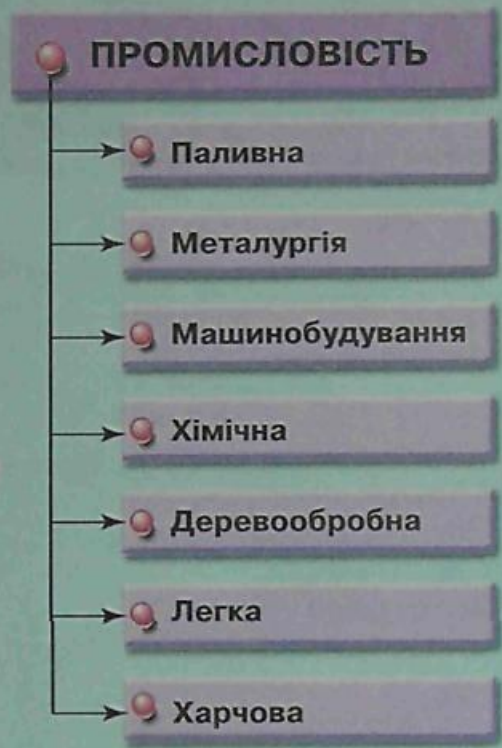 ПРОМИСЛОВІСТЬ
Паливна
Металургія
Машинобудування
Хімічна
Деревообробна
Легка
Харчова